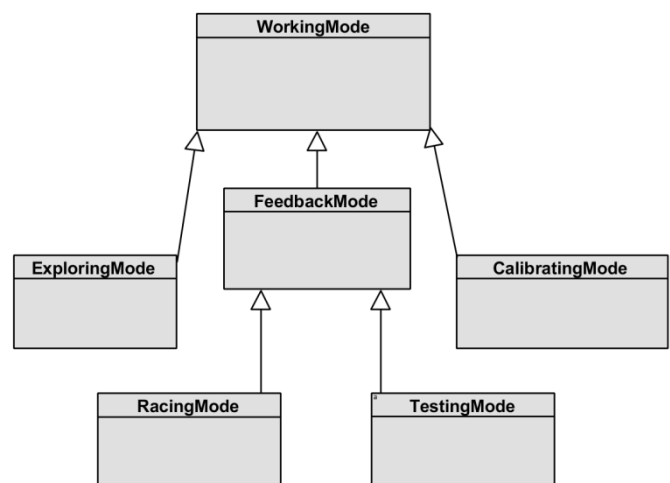 WorkingMode
FeedbackMode
ExploringMode
CalibratingMode
RacingMode
a
TestingMode